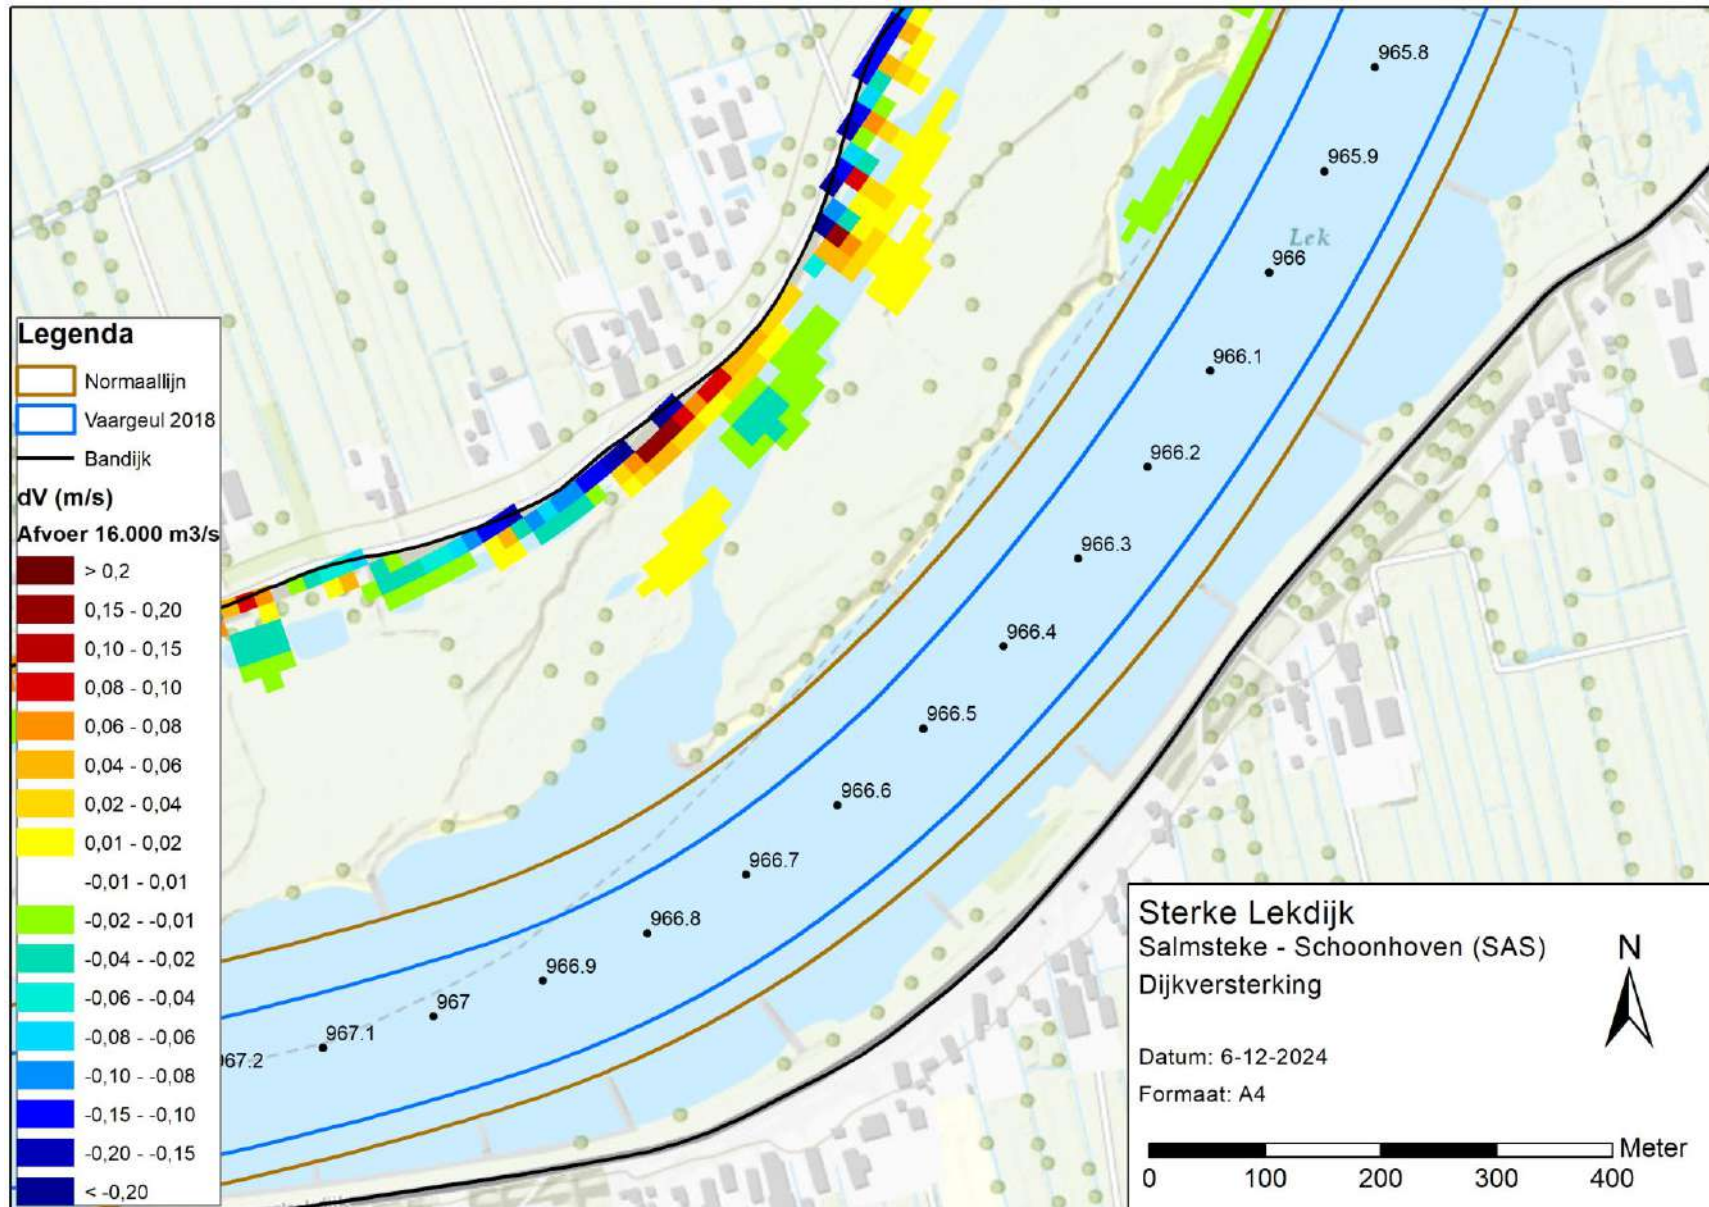 965.8
965.9
Lek
966
966.1
966.2
966.3
966.4
966.5
966.6
966.7
966.8
966.9
967
967.1
967.2
Legenda
Normaallijn
Vaargeul 2018
Bandijk
dV (m/s)
Afvoer 16.000 m3/s
> 0,2
0,15 - 0,20
0,10 - 0,15
0,08 - 0,10
0,06 - 0,08
0,04 - 0,06
0,02 - 0,04
0,01 - 0,02
-0,01 - 0,01
-0,02 - -0,01
-0,04 - -0,02
-0,06 - -0,04
-0,08 - -0,06
-0,10 - -0,08
-0,15 - -0,10
-0,20 - -0,15
< -0,20
Sterke Lekdijk
Salmsteke - Schoonhoven (SAS)
Dijkversterking
N
Datum: 6-12-2024
Formaat: A4
Meter
0 100 200 300 400